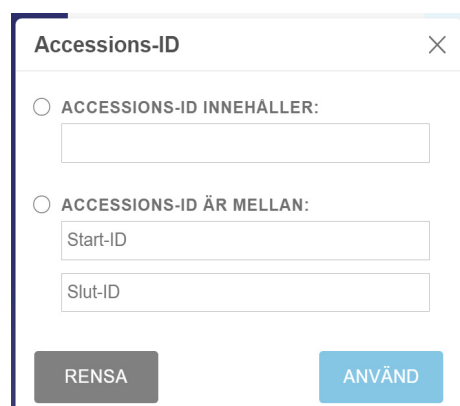 Accessions-ID
ACCESSIONS-ID INNEHÅLLER:
ACCESSIONS-ID ÄR MELLAN:
Start-ID
Slut-ID
RENSA
ANVÄND